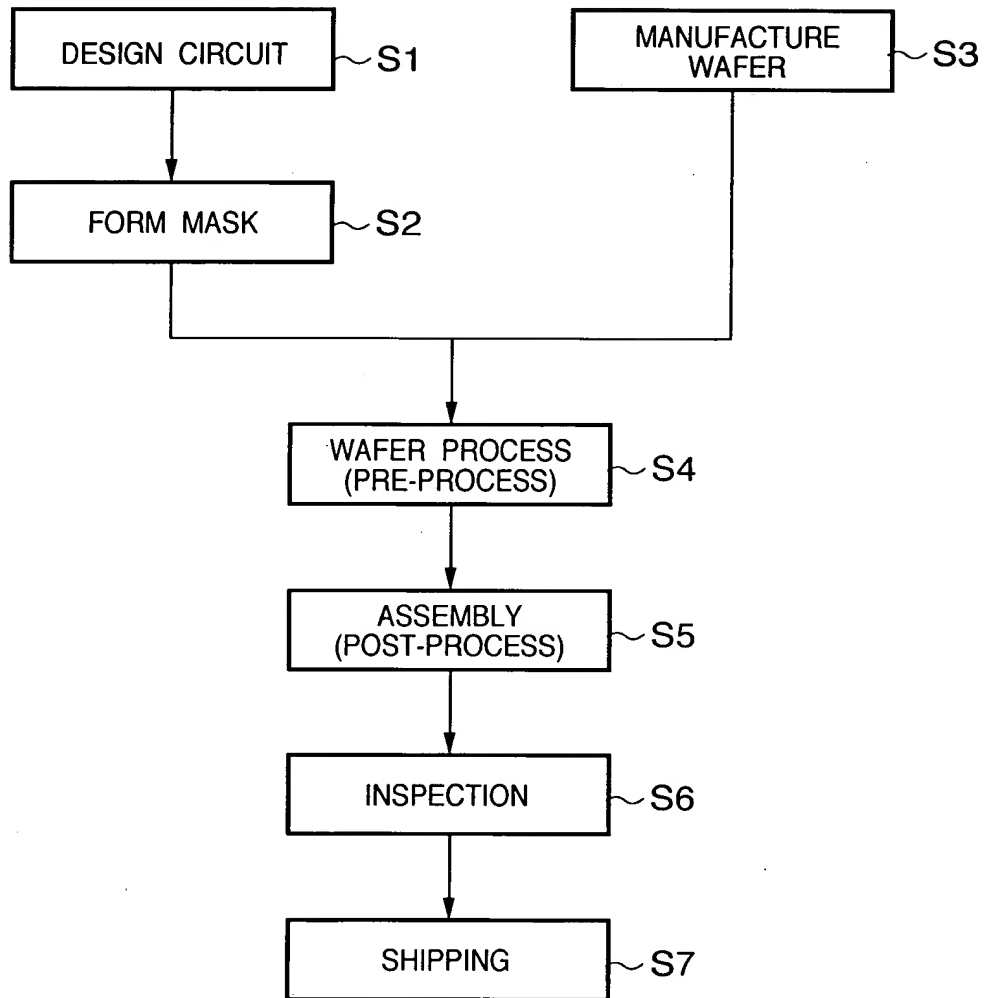 DESIGN CIRCUIT
S1
MANUFACTURE
WAFER
S3
FORM MASK
S2
WAFER PROCESS
(PRE-PROCESS)
S4
ASSEMBLY
(POST-PROCESS)
S5
INSPECTION
S6
SHIPPING
S7